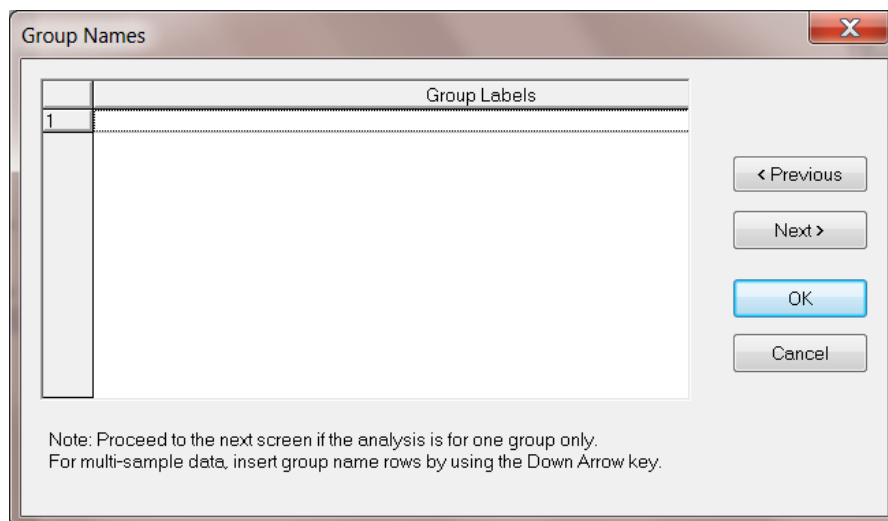 Group Names
X
Group Labels
1
< Previous
Next >
OK
Cancel
Note: Proceed to the next screen if the analysis is for one group only.
For multi-sample data, insert group name rows by using the Down Arrow key.